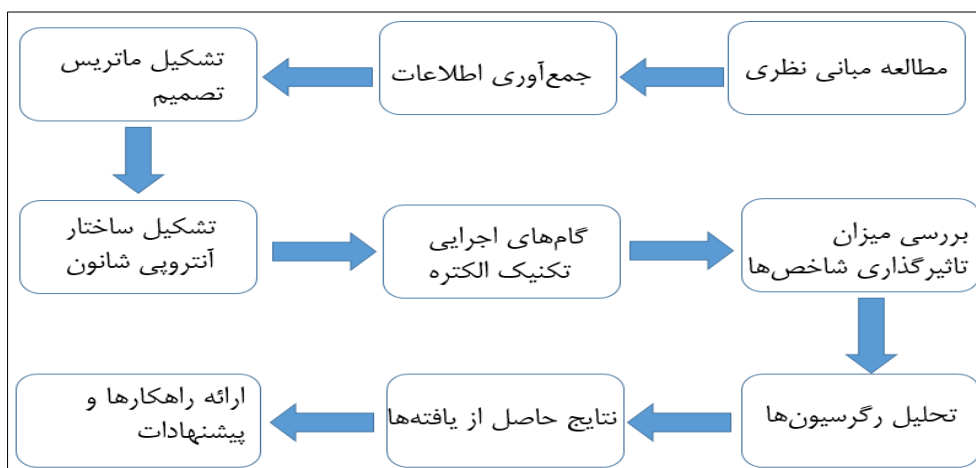 مطالعه مبانی نظری
جمع‌آوری اطلاعات
تشکیل ماتریس
تصمیم
تشکیل ساختار
آنتروپی شانون
گام‌های اجرایی
تکنیک الکتره
بررسی میزان
تاثیرگذاری شاخص‌ها
تحلیل رگرسیون‌ها
نتایج حاصل از یافته‌ها
ارائه راهکارها و
پیشنهادات